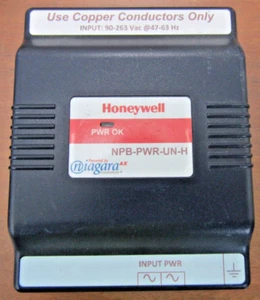 Use Copper Conductors Only
INPUT: 90-263 Vac @47-63 Hz
Honeywell
PWR OK
NPB-PWR-UN-H
Powered by
niagara AX
INPUT PWR